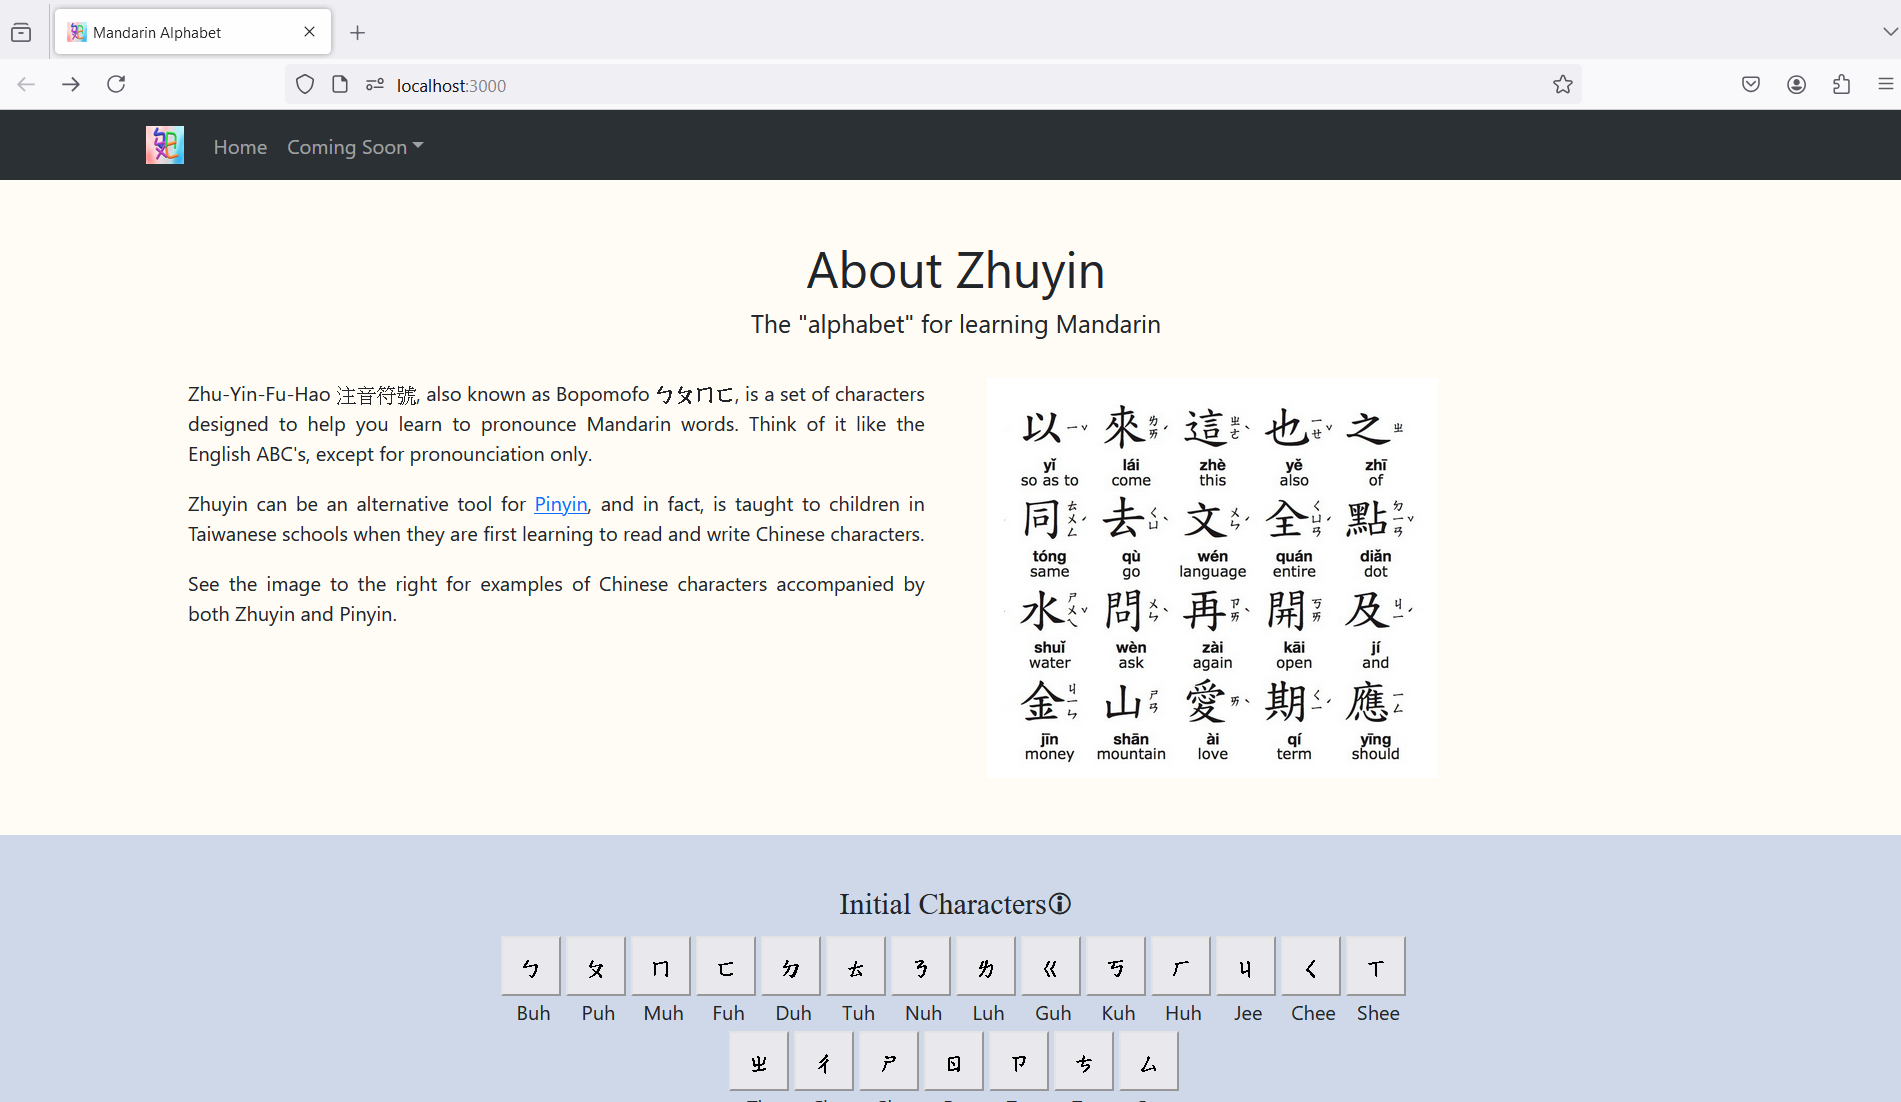 Mandarin Alphabet
localhost:3000
Home Coming Soon
About Zhuyin
The "alphabet" for learning Mandarin
Zhu-Yin-Fu-Hao 注音符號, also known as Bopomofo ㄅㄆㄇㄈ, is a set of characters
designed to help you learn to pronounce Mandarin words. Think of it like the
English ABC's, except for pronounciation only.
Zhuyin can be an alternative tool for Pinyin, and in fact, is taught to children in
Taiwanese schools when they are first learning to read and write Chinese characters.
See the image to the right for examples of Chinese characters accompanied by
both Zhuyin and Pinyin.
以 ㄧˇ 來 ㄌㄞˊ 這 ㄓㄜˋ 也 ㄧㄝˇ 之 ㄓ
yǐ lái zhè yě zhī
so as to come this also of
同 ㄊㄨㄥˊ 去 ㄑㄩˋ 文 ㄨㄣˊ 全 ㄑㄩㄢˊ 點 ㄉㄧㄢˇ
tóng qù wén quán diǎn
same go language entire dot
水 ㄕㄨㄟˇ 問 ㄨㄣˋ 再 ㄗㄞˋ 開 ㄎㄞ 及 ㄐㄧˊ
shuǐ wèn zài kāi jí
water ask again open and
金 ㄐㄧㄣ 山 ㄕㄢ 愛 ㄞˋ 期 ㄑㄧˊ 應 ㄧㄥ
jīn shān ài qí yīng
money mountain love term should
Initial Characters
ㄅ ㄆ ㄇ ㄈ ㄉ ㄊ ㄋ ㄌ ㄍ ㄎ ㄏ ㄐ ㄑ ㄒ
Buh Puh Muh Fuh Duh Tuh Nuh Luh Guh Kuh Huh Jee Chee Shee
ㄓ ㄔ ㄕ ㄖ ㄗ ㄘ ㄙ